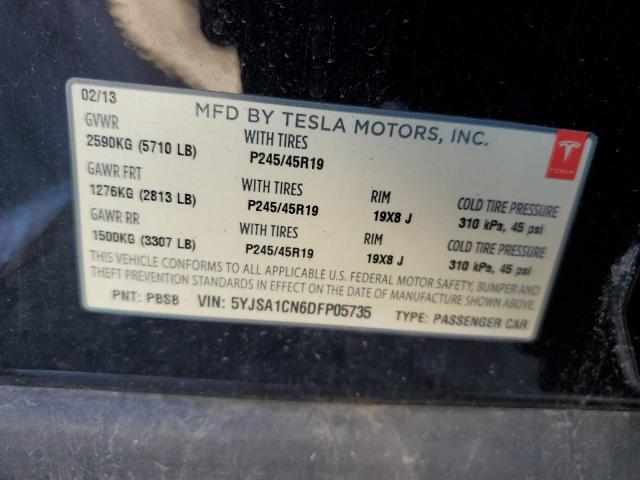 02/13
MFD BY TESLA MOTORS, INC.
GVWR
2590KG (5710 LB)
WITH TIRES
P245/45R19
GAWR FRT
1276KG (2813 LB)
WITH TIRES
P245/45R19
RIM
19X8 J
COLD TIRE PRESSURE
310 kPa, 45 psi
GAWR RR
1500KG (3307 LB)
WITH TIRES
P245/45R19
RIM
19X8 J
COLD TIRE PRESSURE
310 kPa, 45 psi
THIS VEHICLE CONFORMS TO ALL APPLICABLE U.S. FEDERAL MOTOR SAFETY, BUMPER AND
THEFT PREVENTION STANDARDS IN EFFECT ON THE DATE OF MANUFACTURE SHOWN ABOVE.
PNT: PBSB VIN: 5YJSA1CN6DFP05735 TYPE: PASSENGER CAR
TESLA